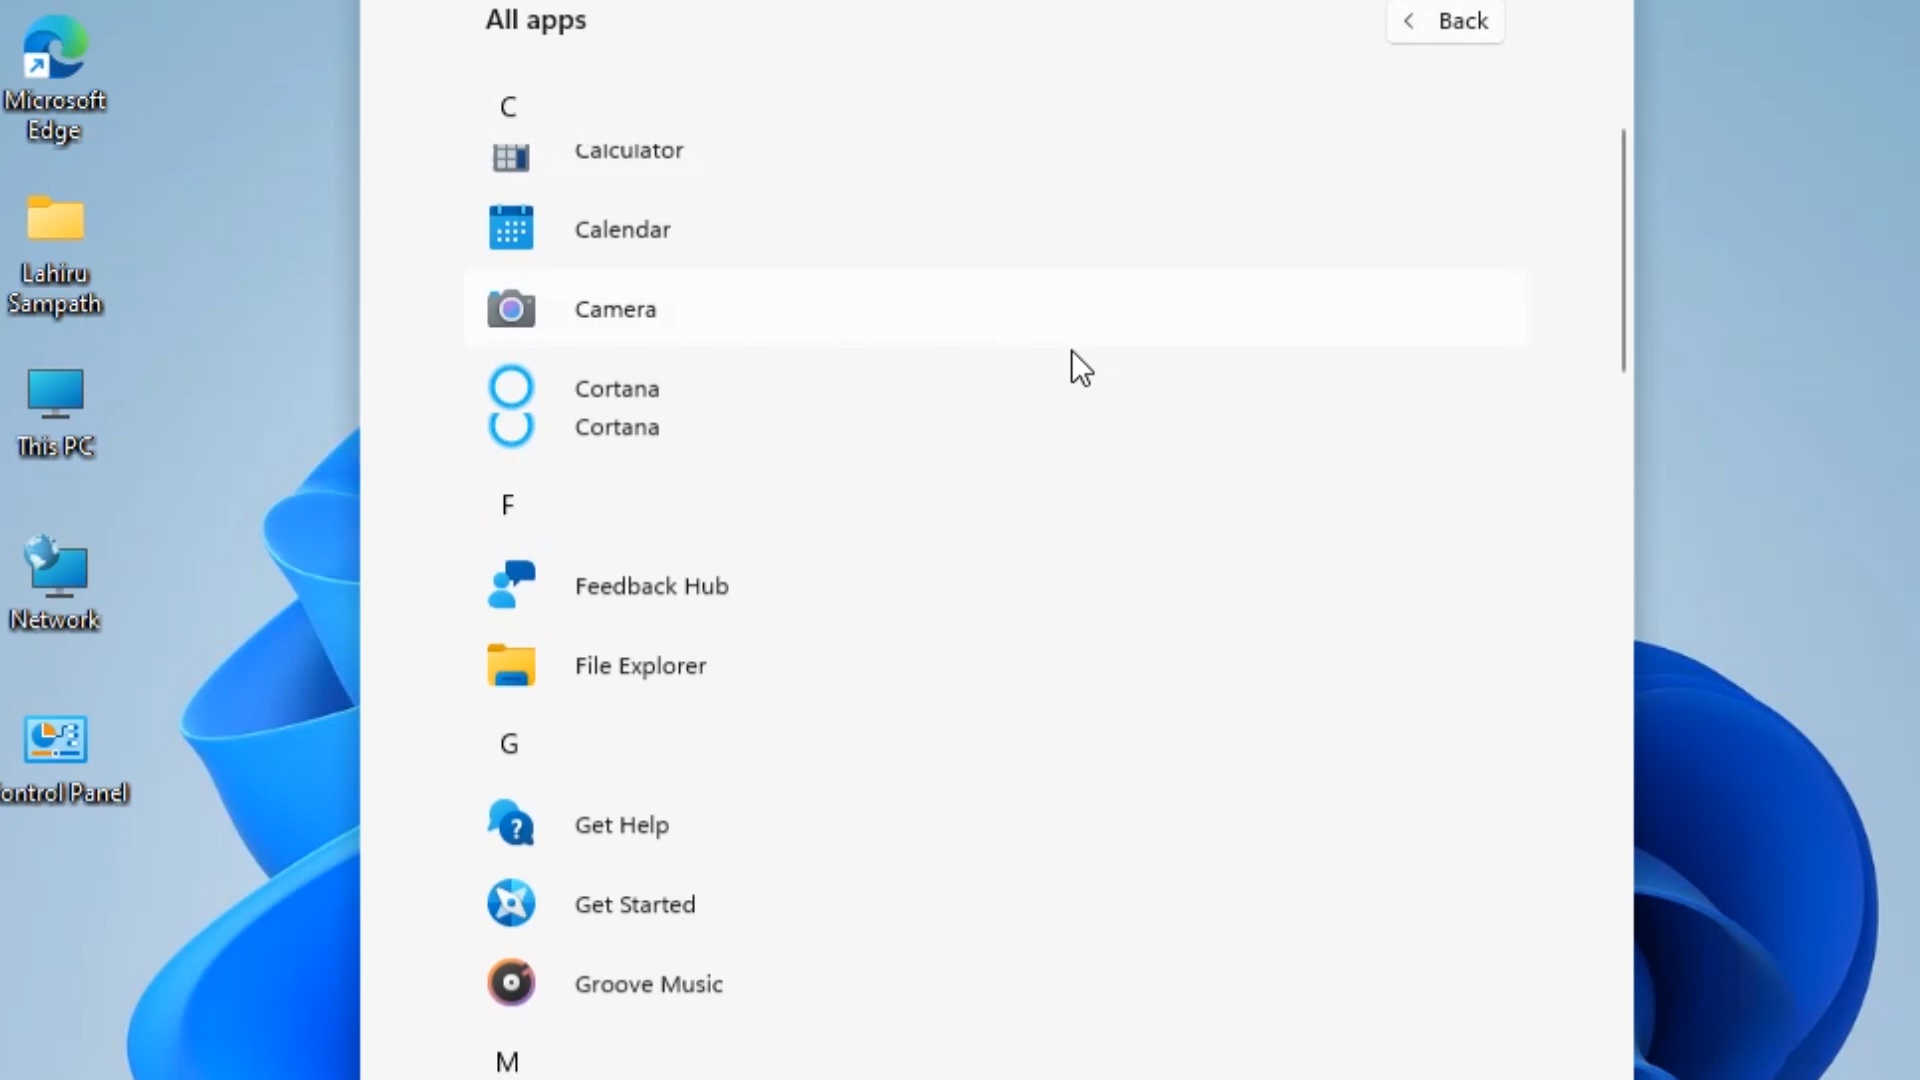 Microsoft
Edge
Lahiru
Sampath
This PC
Network
ontrol Panel
All apps
Back
C
Calculator
Calendar
Camera
Cortana
Cortana
F
Feedback Hub
File Explorer
G
Get Help
Get Started
Groove Music
M